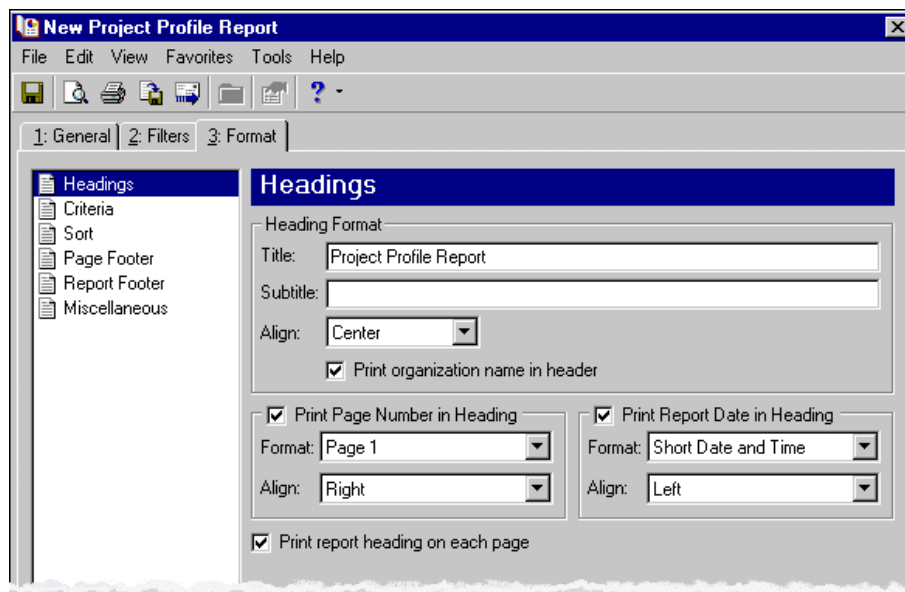 New Project Profile Report
File Edit View Favorites Tools Help
?
1: General 2: Filters 3: Format
Headings
Criteria
Sort
Page Footer
Report Footer
Miscellaneous
Headings
Heading Format
Title: Project Profile Report
Subtitle:
Align: Center
Print organization name in header
Print Page Number in Heading
Format: Page 1
Align: Right
Print Report Date in Heading
Format: Short Date and Time
Align: Left
Print report heading on each page